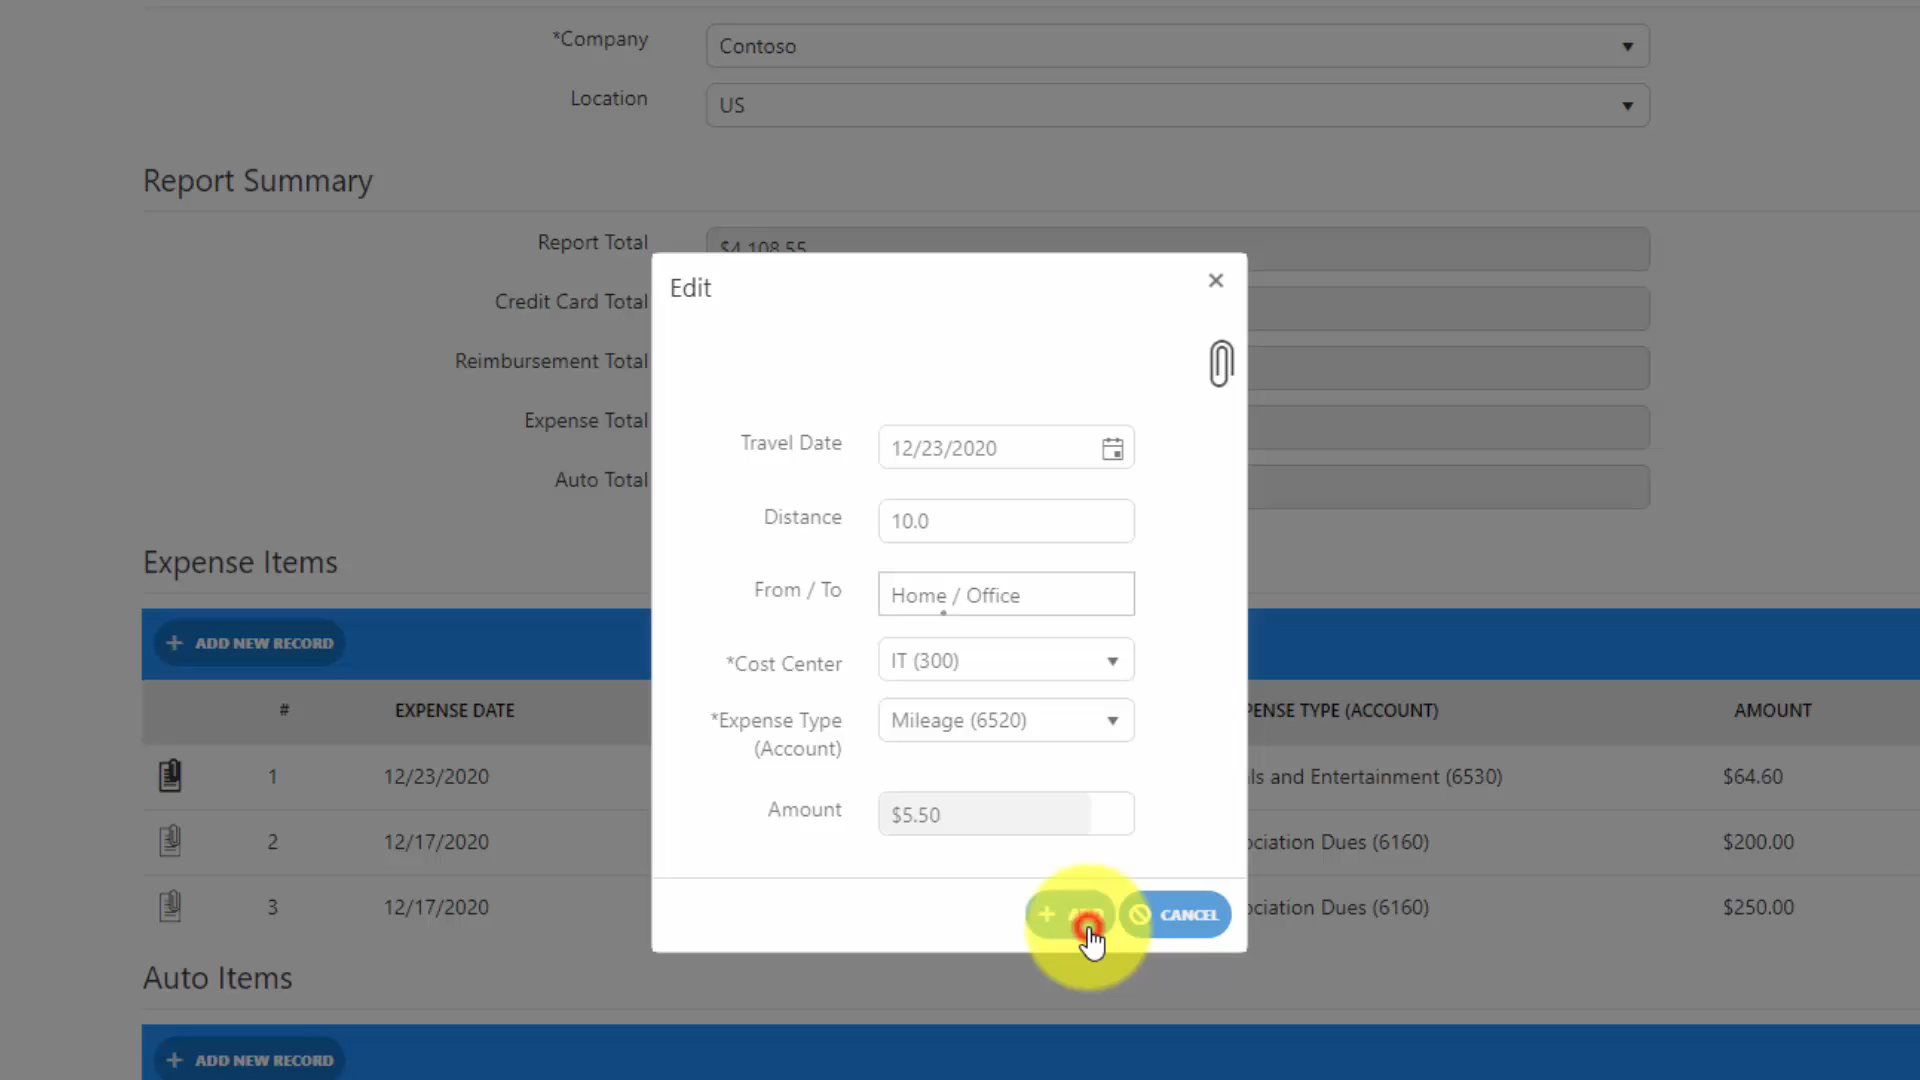 *Company
Contoso
Location
US
Report Summary
Report Total
$4,108.55
Credit Card Total
Reimbursement Total
Expense Total
Auto Total
Edit
Travel Date
12/23/2020
Distance
10.0
From / To
Home / Office
*Cost Center
IT (300)
*Expense Type
(Account)
Mileage (6520)
Amount
$5.50
CANCEL
Expense Items
ADD NEW RECORD
# EXPENSE DATE TYPE (ACCOUNT) AMOUNT
1 12/23/2020 and Entertainment (6530) $64.60
2 12/17/2020 Dues (6160) $200.00
3 12/17/2020 Dues (6160) $250.00
Auto Items
ADD NEW RECORD